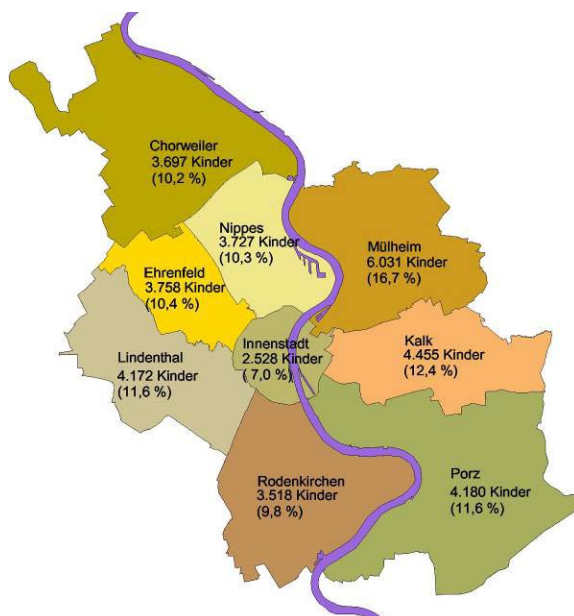 Chorweiler
3.697 Kinder
(10,2 %)
Nippes
3.727 Kinder
(10,3 %)
Mülheim
6.031 Kinder
(16,7 %)
Ehrenfeld
3.758 Kinder
(10,4 %)
Innenstadt
2.528 Kinder
( 7,0 %)
Kalk
4.455 Kinder
(12,4 %)
Lindenthal
4.172 Kinder
(11,6 %)
Rodenkirchen
3.518 Kinder
(9,8 %)
Porz
4.180 Kinder
(11,6 %)